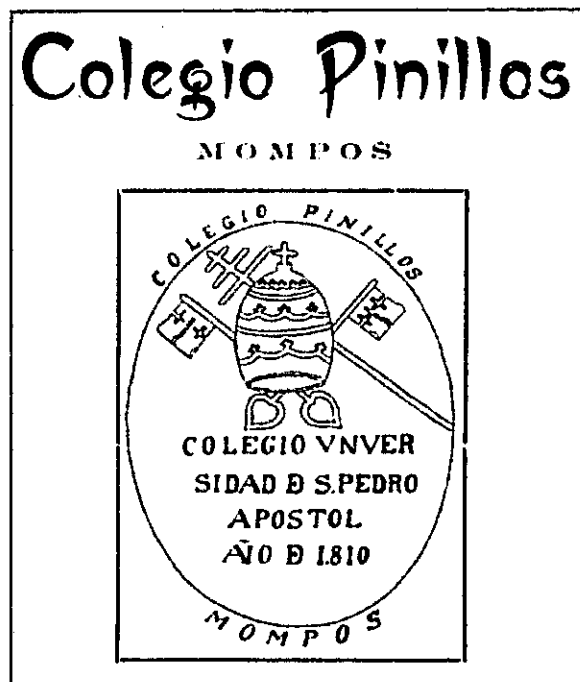 Colegio Pinillos
MOMPOS
COLEGIO PINILLOS
COLEGIO VNVER
SIDAD Đ S.PEDRO
APOSTOL
AÑO Đ 1.810
MOMPOS